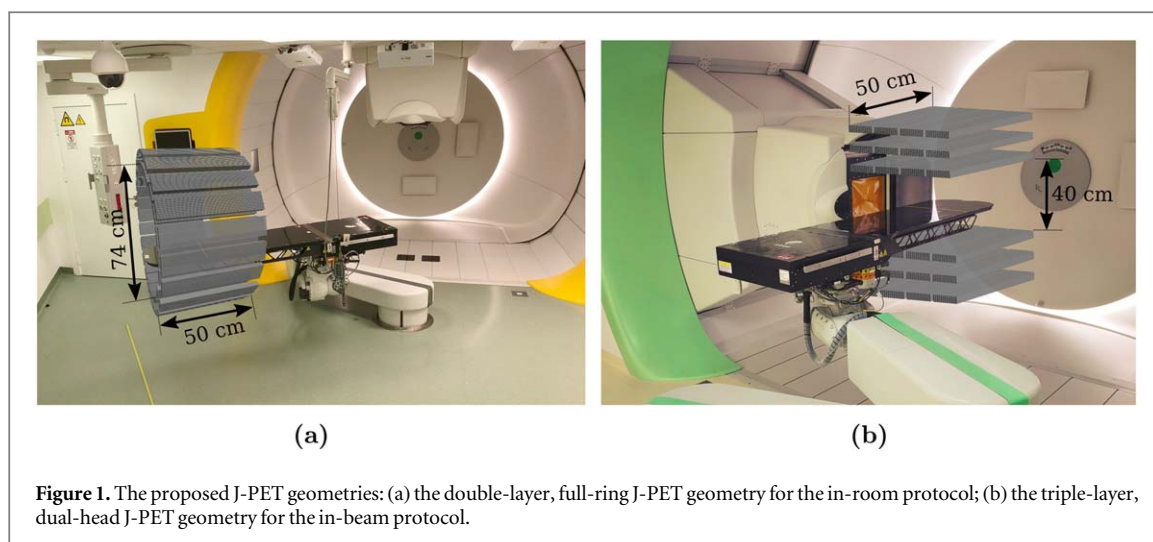 74 cm
50 cm
50 cm
40 cm
(a)
(b)
Figure 1. The proposed J-PET geometries: (a) the double-layer, full-ring J-PET geometry for the in-room protocol; (b) the triple-layer,
dual-head J-PET geometry for the in-beam protocol.